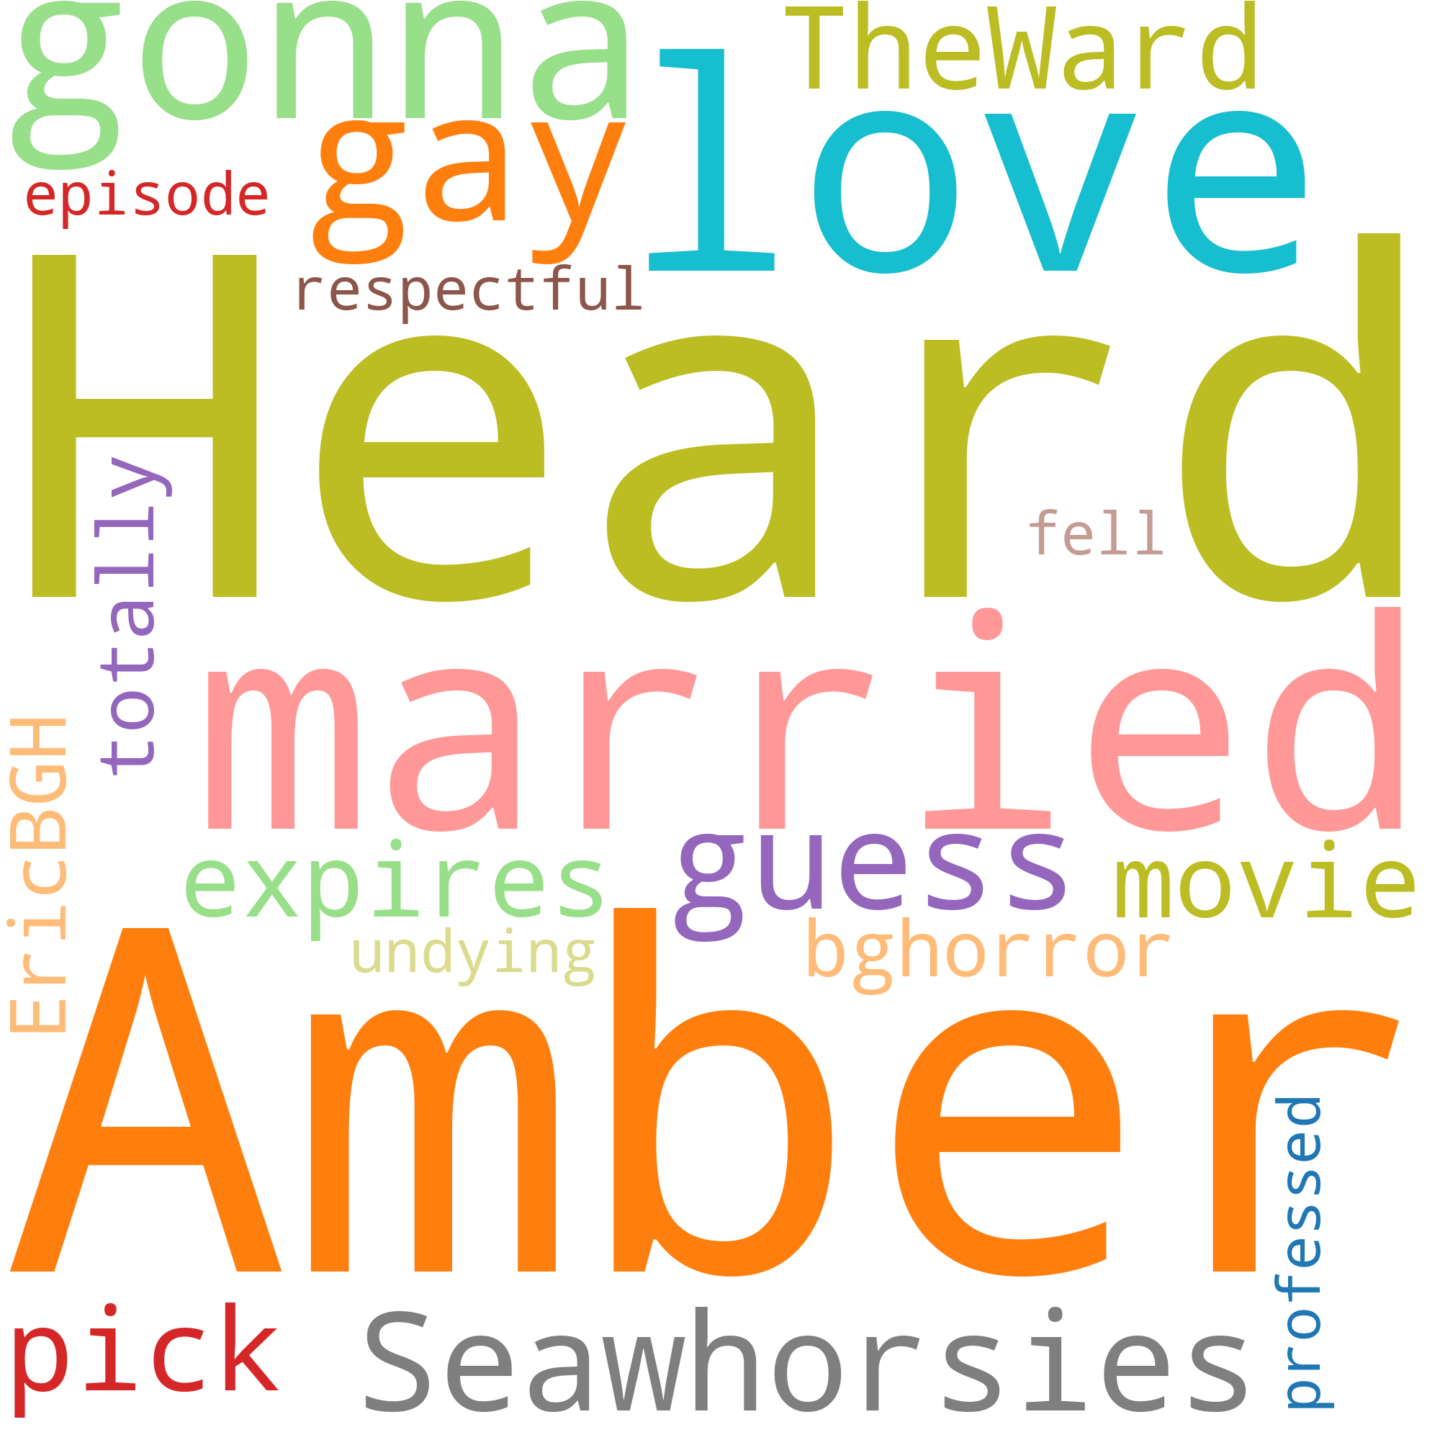 gonna
TheWard
love
gay
episode
respectful
Heard
totally
fell
married
EricBGH
expires
guess
movie
undying
bghorror
Amber
professed
pick
Seawhorsies